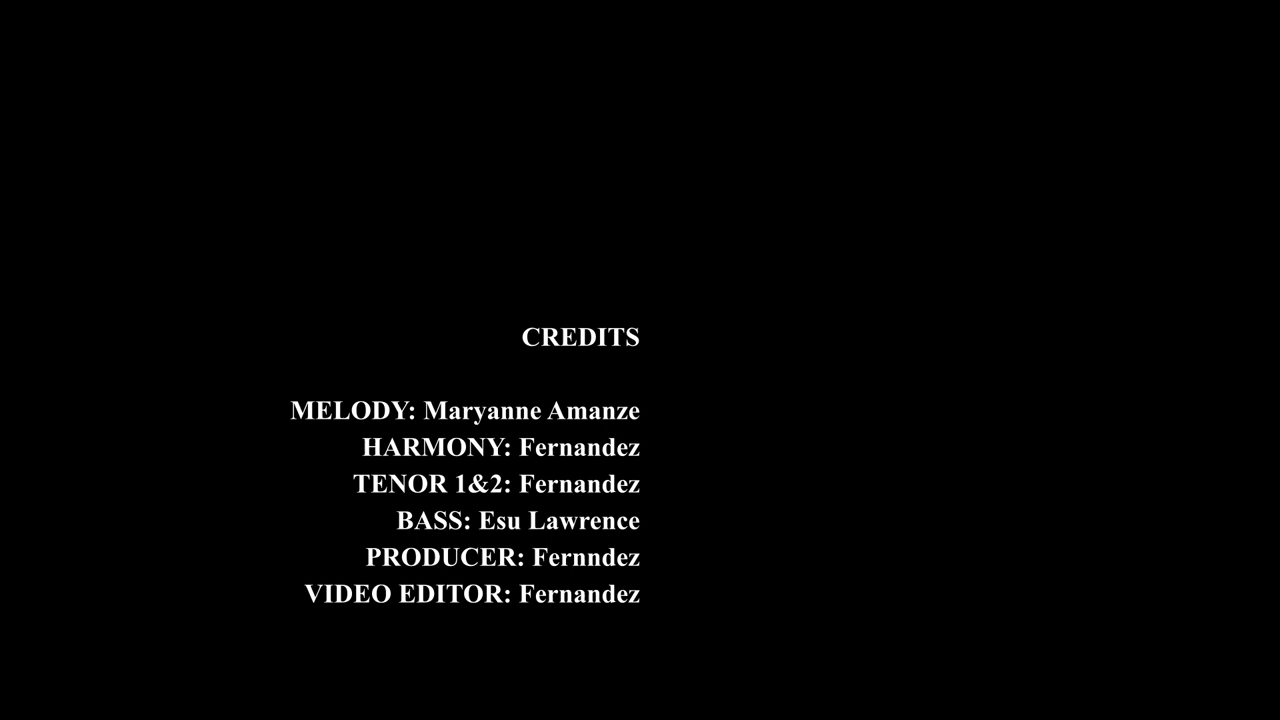 CREDITS
MELODY: Maryanne Amanze
HARMONY: Fernandez
TENOR 1&2: Fernandez
BASS: Esu Lawrence
PRODUCER: Fernndez
VIDEO EDITOR: Fernandez